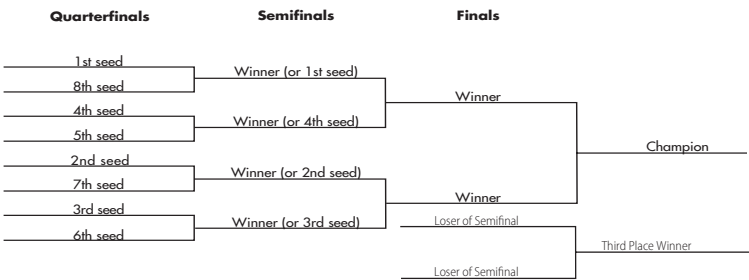 Quarterfinals
Semifinals
Finals
1st seed
8th seed
4th seed
5th seed
2nd seed
7th seed
3rd seed
6th seed
Winner (or 1st seed)
Winner (or 4th seed)
Winner (or 2nd seed)
Winner (or 3rd seed)
Winner
Winner
Loser of Semifinal
Loser of Semifinal
Champion
Third Place Winner